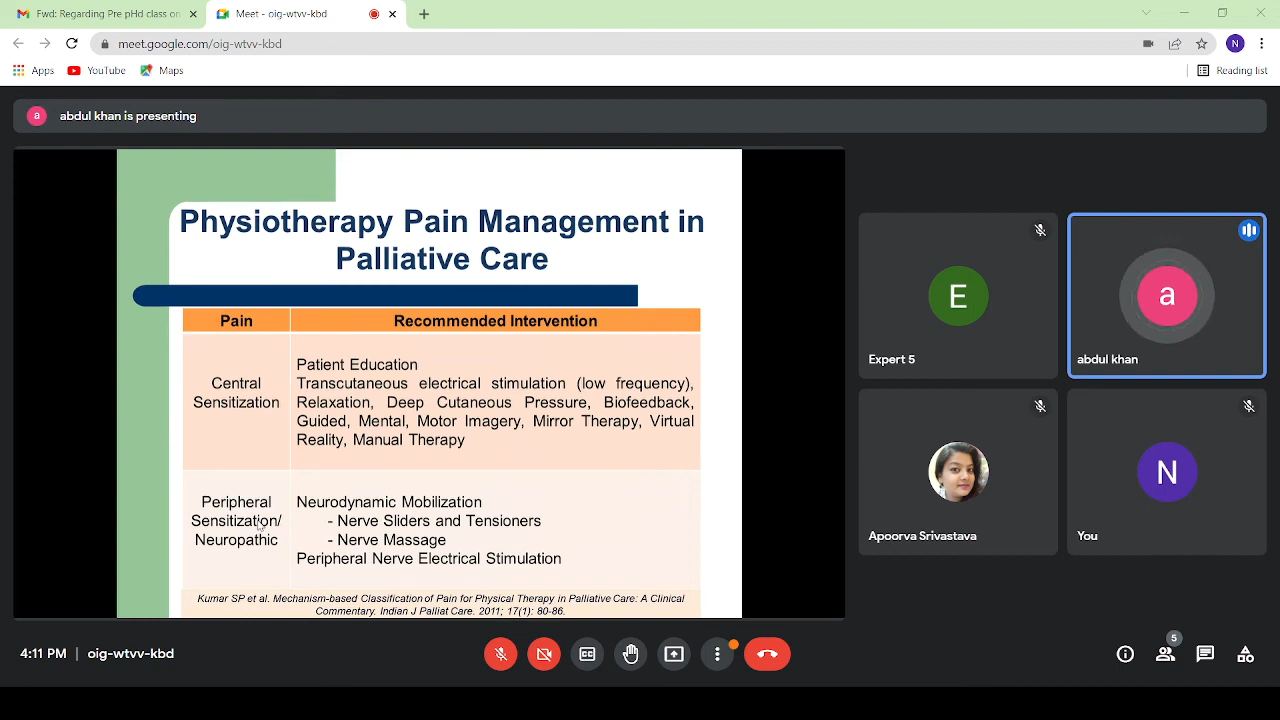 Fwd: Regarding Pre pHd class on
Meet - oig-wtvv-kbd
meet.google.com/oig-wtvv-kbd
N
Apps
YouTube
Maps
Reading list
a
abdul khan is presenting
Physiotherapy Pain Management in
Palliative Care
Pain
Recommended Intervention
Central
Sensitization
Patient Education
Transcutaneous electrical stimulation (low frequency),
Relaxation, Deep Cutaneous Pressure, Biofeedback,
Guided, Mental, Motor Imagery, Mirror Therapy, Virtual
Reality, Manual Therapy
Peripheral
Sensitization/
Neuropathic
Neurodynamic Mobilization
- Nerve Sliders and Tensioners
- Nerve Massage
Peripheral Nerve Electrical Stimulation
Kumar SP et al. Mechanism-based Classification of Pain for Physical Therapy in Palliative Care: A Clinical
Commentary. Indian J Palliat Care. 2011; 17(1): 80-86.
E
Expert 5
a
abdul khan
Apoorva Srivastava
N
You
4:11 PM | oig-wtvv-kbd
CC
5